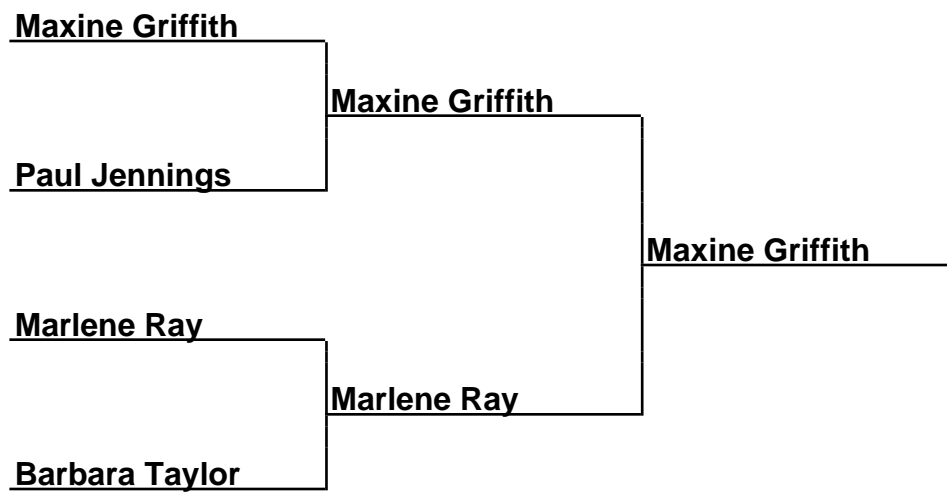 Maxine Griffith
Maxine Griffith
Paul Jennings
Maxine Griffith
Marlene Ray
Marlene Ray
Barbara Taylor